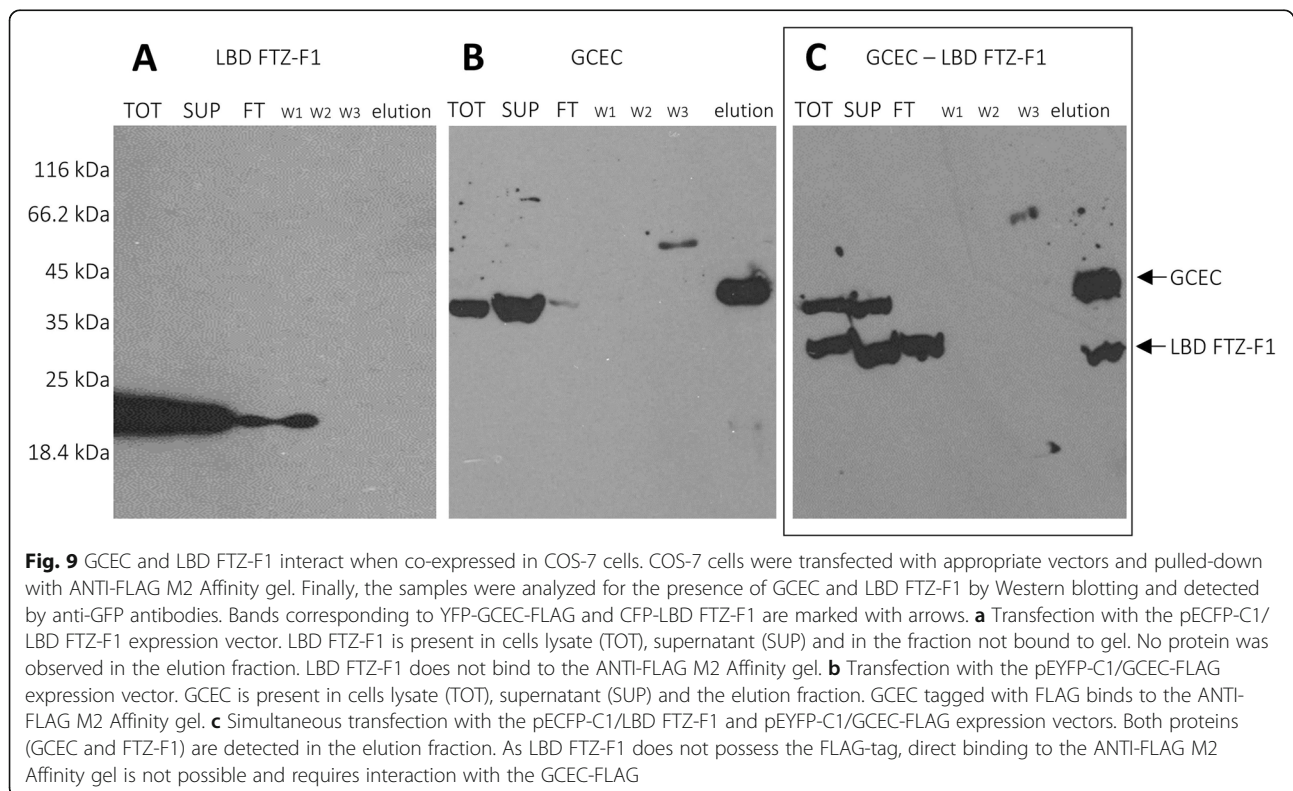 A LBD FTZ-F1
TOT SUP FT W1 W2 W3 elution
B GCEC
TOT SUP FT W1 W2 W3 elution
C GCEC – LBD FTZ-F1
TOT SUP FT W1 W2 W3 elution
116 kDa
66.2 kDa
45 kDa
35 kDa
25 kDa
18.4 kDa
GCEC
LBD FTZ-F1
Fig. 9 GCEC and LBD FTZ-F1 interact when co-expressed in COS-7 cells. COS-7 cells were transfected with appropriate vectors and pulled-down
with ANTI-FLAG M2 Affinity gel. Finally, the samples were analyzed for the presence of GCEC and LBD FTZ-F1 by Western blotting and detected
by anti-GFP antibodies. Bands corresponding to YFP-GCEC-FLAG and CFP-LBD FTZ-F1 are marked with arrows. a Transfection with the pECFP-C1/
LBD FTZ-F1 expression vector. LBD FTZ-F1 is present in cells lysate (TOT), supernatant (SUP) and in the fraction not bound to gel. No protein was
observed in the elution fraction. LBD FTZ-F1 does not bind to the ANTI-FLAG M2 Affinity gel. b Transfection with the pEYFP-C1/GCEC-FLAG
expression vector. GCEC is present in cells lysate (TOT), supernatant (SUP) and the elution fraction. GCEC tagged with FLAG binds to the ANTI-
FLAG M2 Affinity gel. c Simultaneous transfection with the pECFP-C1/LBD FTZ-F1 and pEYFP-C1/GCEC-FLAG expression vectors. Both proteins
(GCEC and FTZ-F1) are detected in the elution fraction. As LBD FTZ-F1 does not possess the FLAG-tag, direct binding to the ANTI-FLAG M2
Affinity gel is not possible and requires interaction with the GCEC-FLAG